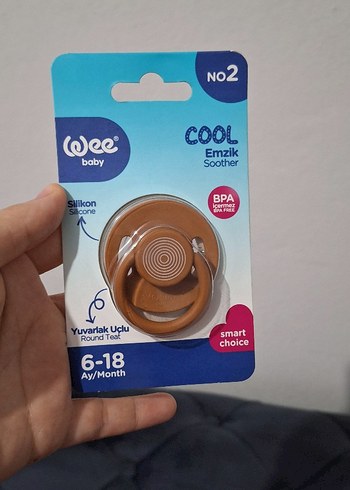 NO2
wee®
baby
COOL
Emzik
Soother
Silikon
Silicone
BPA
içermez
BPA FREE
Yuvarlak Uçlu
Round Teat
smart
choice
6-18
Ay/Month